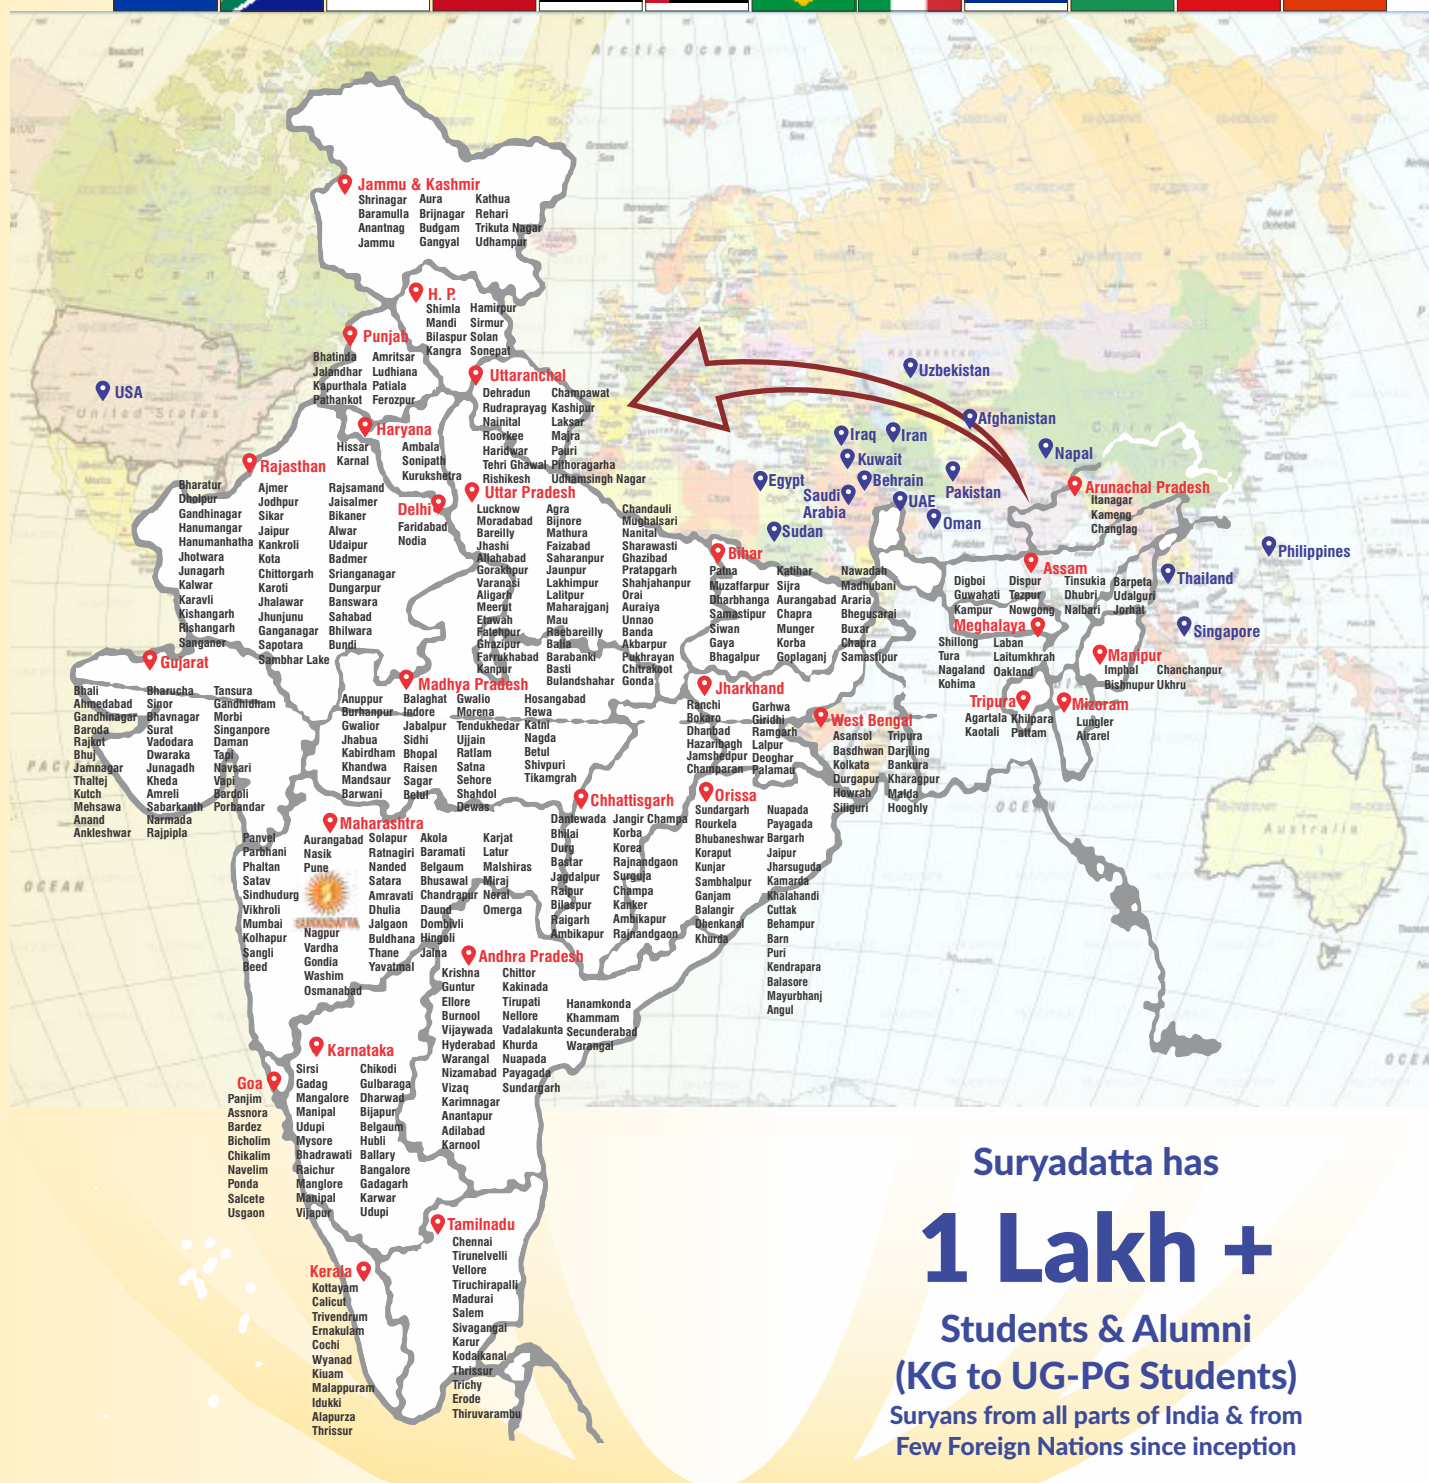 Arctic Ocean
Jammu & Kashmir
Shrinagar Aura Kathua
Baramulla Brijnagar Rehari
Anantnag Budgam Trikuta Nagar
Jammu Gangyal Udhampur
H. P.
Shimla Hamirpur
Mandi Sirmur
Bilaspur Solan
Kangra Sonepat
Punjab
Bhatinda Amritsar
Jalandhar Ludhiana
Kapurthala Patiala
Pathankot Ferozpur
Uttaranchal
Dehradun Champawat
Rudraprayag Kashipur
Nainital Laksar
Roorkee Majra
Haridwar Pauri
Tehri Ghawal Pithoragarha
Rishikesh Udhamsingh Nagar
USA
United States
Uzbekistan
Afghanistan
Iraq
Iran
Kuwait
Napal
Egypt
Behrain
Pakistan
Saudi
Arabia
UAE
Oman
Sudan
Philippines
Thailand
Singapore
Haryana
Hissar Ambala
Karnal Sonipath
Kurukshetra
Rajasthan
Bharatur Ajmer Rajsamand
Dholpur Jodhpur Jaisalmer
Gandhinagar Sikar Bikaner
Hanumangar Jaipur Alwar
Hanumanhatha Kankroli Udaipur
Jhotwara Kota Badmer
Junagarh Chittorgarh Srianganagar
Kalwar Karoti Dungarpur
Karavli Jhalawar Banswara
Kishangarh Jhunjunu Sahabad
Rishangarh Ganganagar Bhilwara
Sanganer Sapotara Bundi
Sambhar Lake
Delhi
Faridabad
Nodia
Uttar Pradesh
Lucknow Agra Chandauli
Moradabad Bijnore Mughalsari
Bareilly Mathura Nanital
Jhashi Faizabad Sharawasti
Allahabad Saharanpur Ghazibad
Gorakhpur Jaunpur Pratapgarh
Varanasi Lakhimpur Shahjahanpur
Aligarh Lalitpur Orai
Meerut Maharajganj Auraiya
Etawah Mau Unnao
Fatehpur Raebareilly Banda
Ghazipur Balia Akbarpur
Farrukhabad Barabanki Pukhrayan
Kanpur Basti Chitrakoot
Bulandshahar Gonda
Bihar
Patna Katihar Nawadah
Muzaffarpur Sijra Madhubani
Dharbhanga Aurangabad Araria
Samastipur Chapra Bhegusarai
Siwan Munger Buxar
Gaya Korba Chapra
Bhagalpur Goplaganj Samastipur
Arunachal Pradesh
Itanagar
Kameng
Changlag
Assam
Digboi Dispur Tinsukia Barpeta
Guwahati Tezpur Dhubri Udalguri
Kampur Nowgong Nalbari Jorhat
Meghalaya
Shillong Laban
Tura Laitumkhrah
Nagaland Oakland
Kohima
Manipur
Imphal Chanchanpur
Bishnupur Ukhru
Tripura
Agartala Khilpara
Kaotali Pattam
Mizoram
Lungler
Airarel
Gujarat
Bhali Bharucha Tansura
Ahmedabad Sinor Gandhidham
Gandhinagar Bhavnagar Morbi
Baroda Surat Singanpore
Rajkot Vadodara Daman
Bhuj Dwaraka Tapi
Jamnagar Junagadh Navsari
Thaltej Kheda Vapi
Kutch Amreli Bardoli
Mehsawa Sabarkanth Porbandar
Anand Narmada
Ankleshwar Rajpipla
Madhya Pradesh
Anuppur Balaghat Gwalio Hosangabad
Burhanpur Indore Morena Rewa
Gwalior Jabalpur Tendukhedar Katni
Jhabua Sidhi Ujjain Nagda
Kabirdham Bhopal Ratlam Betul
Khandwa Raisen Satna Shivpuri
Mandsaur Sagar Sehore Tikamgrah
Barwani Betul Shahdol
Dewas
Jharkhand
Ranchi Garhwa
Bokaro Giridhi
Dhanbad Ramgarh
Hazaribagh Lalpur
Jamshedpur Deoghar
Champaran Palamau
West Bengal
Asansol Tripura
Basdhwan Darjiling
Kolkata Bankura
Durgapur Kharagpur
Howrah Malda
Siliguri Hooghly
Chhattisgarh
Dantewada Jangir Champa
Bhilai Korba
Durg Korea
Bastar Rajnandgaon
Jagdalpur Surguja
Raipur Champa
Bilaspur Kanker
Raigarh Ambikapur
Ambikapur Rajnandgaon
Orissa
Sundargarh Nuapada
Rourkela Payagada
Bhubaneshwar Bargarh
Koraput Jaipur
Kunjar Jharsuguda
Sambhalpur Kamarda
Ganjam Khalahandi
Balangir Cuttak
Dhenkanal Behampur
Khurda Barn
Puri
Kendrapara
Balasore
Mayurbhanj
Angul
Maharashtra
Panvel Aurangabad Solapur Akola Karjat
Parbhani Nasik Ratnagiri Baramati Latur
Phaltan Pune Nanded Belgaum Malshiras
Satav Satara Bhusawal Miraj
Sindhudurg Amravati Chandrapur Neral
Vikhroli Dhulia Daund Omerga
Mumbai SURYADATTA Jalgaon Dombivli
Kolhapur Nagpur Buldhana Hingoli
Sangli Vardha Thane Jalna
Beed Gondia Yavatmal
Washim
Osmanabad
Andhra Pradesh
Krishna Chittor
Guntur Kakinada
Ellore Tirupati Hanamkonda
Burnool Nellore Khammam
Vijaywada Vadalakunta Secunderabad
Hyderabad Khurda Warangal
Warangal Nuapada
Nizamabad Payagada
Vizaq Sundargarh
Karimnagar
Anantapur
Adilabad
Karnool
Karnataka
Sirsi Chikodi
Gadag Gulbaraga
Mangalore Dharwad
Manipal Bijapur
Udupi Belgaum
Mysore Hubli
Bhadrawati Ballary
Raichur Bangalore
Manglore Gadagarh
Manipal Karwar
Vijapur Udupi
Goa
Panjim
Assnora
Bardez
Bicholim
Chikalim
Navelim
Ponda
Salcete
Usgaon
Tamilnadu
Chennai
Tirunelvelli
Vellore
Tiruchirapalli
Madurai
Salem
Sivagangai
Karur
Kodaikanal
Thrissur
Trichy
Erode
Thiruvarambu
Kerala
Kottayam
Calicut
Trivendrum
Ernakulam
Cochi
Wyanad
Kiuam
Malappuram
Idukki
Alapurza
Thrissur
Australia
OCEAN
Suryadatta has
1 Lakh +
Students & Alumni
(KG to UG-PG Students)
Suryans from all parts of India & from
Few Foreign Nations since inception